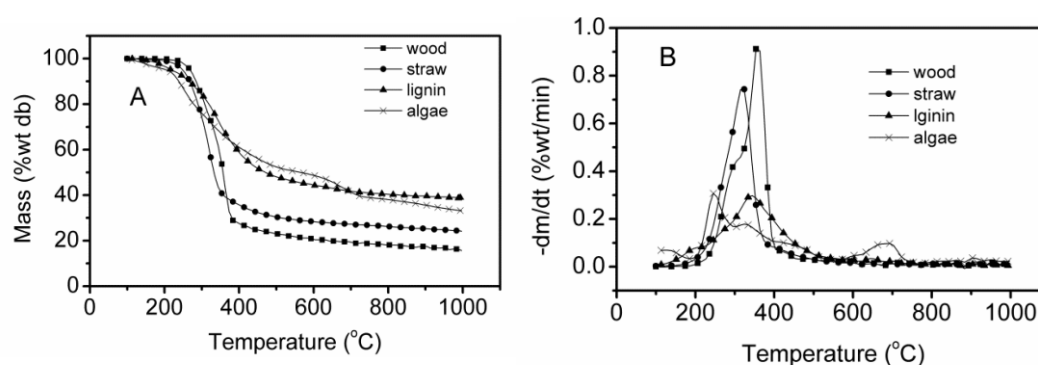 A
Mass (%wt db)
100
80
60
40
20
0
wood
straw
lignin
algae
0 200 400 600 800 1000
Temperature (°C)
B
-dm/dt (%wt/min)
1.0
0.8
0.6
0.4
0.2
0.0
wood
straw
lginin
algae
0 200 400 600 800 1000
Temperature (°C)